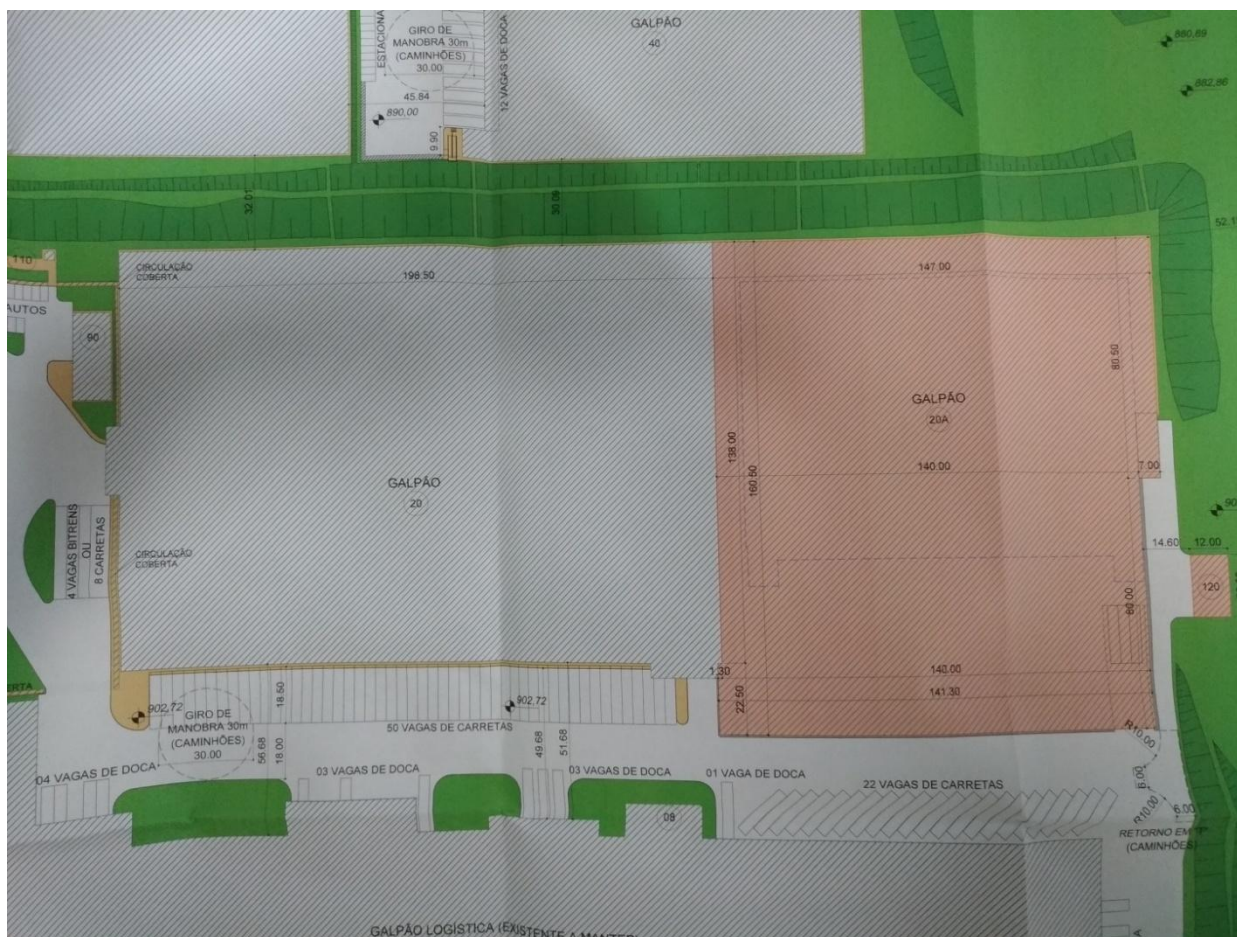 ESTACIONA
GIRO DE
MANOBRA 30m
(CAMINHÕES)
30.00
45.84
890,00
9.90
12 VAGAS DE DOCA
GALPÃO
40
880,89
882,86
32.01
30.09
110
AUTOS
90
CIRCULAÇÃO
COBERTA
198.50
147.00
80.50
GALPÃO
20A
138.00
160.50
140.00
7.00
GALPÃO
20
4 VAGAS BITRENS
OU
8 CARRETAS
CIRCULAÇÃO
COBERTA
90
14.60
12.00
120
60.00
1.30
140.00
141.30
22.50
902,72
GIRO DE
MANOBRA 30m
(CAMINHÕES)
30.00
18.50
56.68
18.00
902,72
50 VAGAS DE CARRETAS
49.68
51.68
04 VAGAS DE DOCA
03 VAGAS DE DOCA
03 VAGAS DE DOCA
01 VAGA DE DOCA
22 VAGAS DE CARRETAS
08
R10.00
6.00
R10.00
6.00
RETORNO EM "T"
(CAMINHÕES)
GALPÃO LOGÍSTICA (EXISTENTE A MANTER)